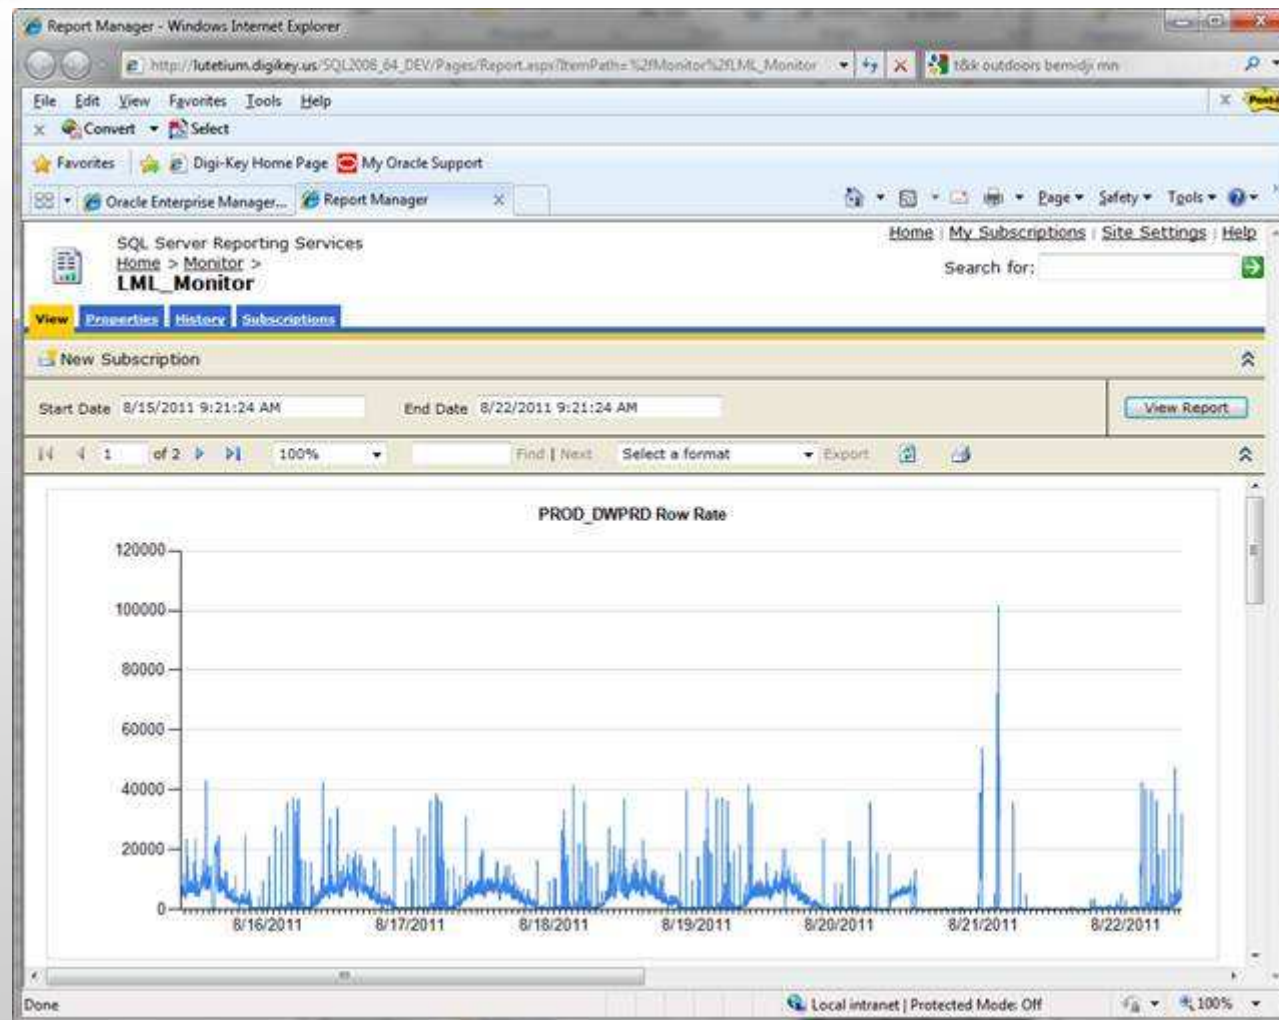 Report Manager - Windows Internet Explorer
http://lutetium.digikey.us/SQL2008_64_DEV/Pages/Report.aspx?ItemPath=%2fMonitor%2fLML_Monitor
t&k outdoors bemidji mn
File Edit View Favorites Tools Help
x Convert Select
Favorites Digi-Key Home Page My Oracle Support
Oracle Enterprise Manager... Report Manager Page Safety Tools
SQL Server Reporting Services
Home | My Subscriptions | Site Settings | Help
Home > Monitor >
LML_Monitor
Search for:
View Properties History Subscriptions
New Subscription
Start Date 8/15/2011 9:21:24 AM End Date 8/22/2011 9:21:24 AM View Report
1 of 2 100% Find | Next Select a format Export
PROD_DWPRD Row Rate
120000
100000
80000
60000
40000
20000
0
8/16/2011 8/17/2011 8/18/2011 8/19/2011 8/20/2011 8/21/2011 8/22/2011
Done Local intranet | Protected Mode: Off 100%